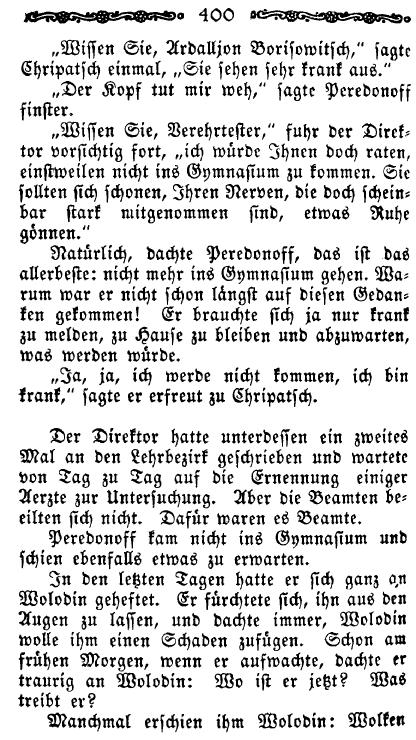 400
„Wissen Sie, Ardalljon Borisowitsch,“ sagte
Chripatsch einmal, „Sie sehen sehr krank aus.“
„Der Kopf tut mir weh,“ sagte Peredonoff
finster.
„Wissen Sie, Verehrtester,“ fuhr der Direk-
tor vorsichtig fort, „ich würde Ihnen doch raten,
einstweilen nicht ins Gymnasium zu kommen. Sie
sollten sich schonen, Ihren Nerven, die doch schein-
bar stark mitgenommen sind, etwas Ruhe
gönnen.“
Natürlich, dachte Peredonoff, das ist das
allerbeste: nicht mehr ins Gymnasium gehen. Wa-
rum war er nicht schon längst auf diesen Gedan-
ken gekommen! Er brauchte sich ja nur krank
zu melden, zu Hause zu bleiben und abzuwarten,
was werden würde.
„Ja, ja, ich werde nicht kommen, ich bin
krank,“ sagte er erfreut zu Chripatsch.
Der Direktor hatte unterdessen ein zweites
Mal an den Lehrbezirk geschrieben und wartete
von Tag zu Tag auf die Ernennung einiger
Aerzte zur Untersuchung. Aber die Beamten be-
eilten sich nicht. Dafür waren es Beamte.
Peredonoff kam nicht ins Gymnasium und
schien ebenfalls etwas zu erwarten.
In den letzten Tagen hatte er sich ganz an
Wolodin geheftet. Er fürchtete sich, ihn aus den
Augen zu lassen, und dachte immer, Wolodin
wolle ihm einen Schaden zufügen. Schon am
frühen Morgen, wenn er aufwachte, dachte er
traurig an Wolodin: Wo ist er jetzt? Was
treibt er?
Manchmal erschien ihm Wolodin: Wolken